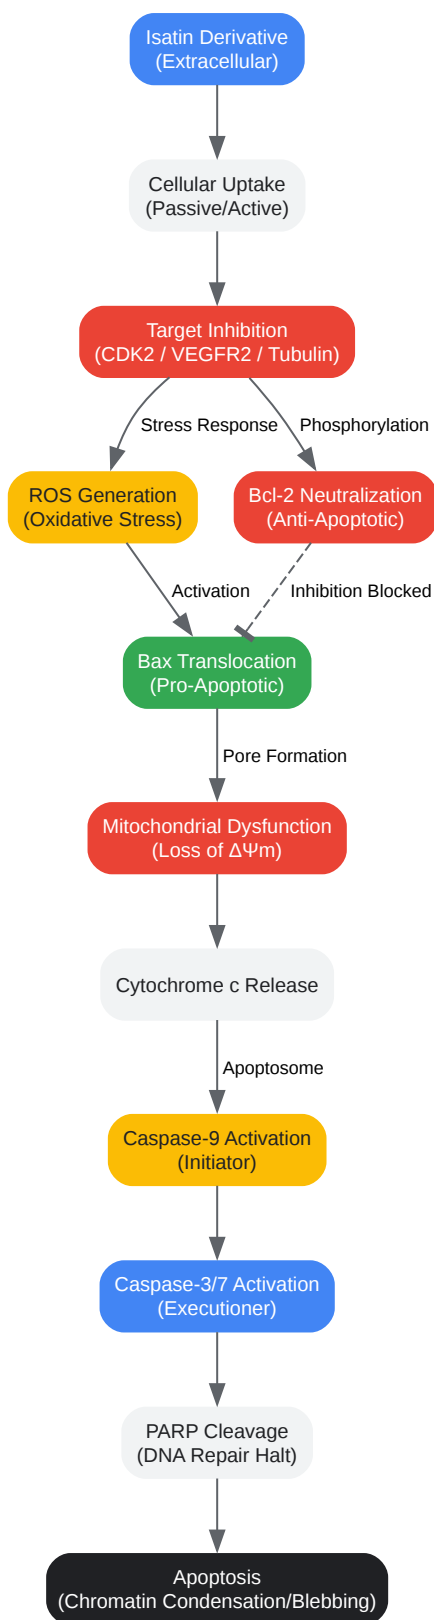 Isatin Derivative
(Extracellular)
Cellular Uptake
(Passive/Active)
Target Inhibition
(CDK2 / VEGFR2 / Tubulin)
Stress Response
Phosphorylation
ROS Generation
(Oxidative Stress)
Bcl-2 Neutralization
(Anti-Apoptotic)
Activation
Inhibition Blocked
Bax Translocation
(Pro-Apoptotic)
Pore Formation
Mitochondrial Dysfunction
(Loss of ΔΨm)
Cytochrome c Release
Apoptosome
Caspase-9 Activation
(Initiator)
Caspase-3/7 Activation
(Executioner)
PARP Cleavage
(DNA Repair Halt)
Apoptosis
(Chromatin Condensation/Blebbing)